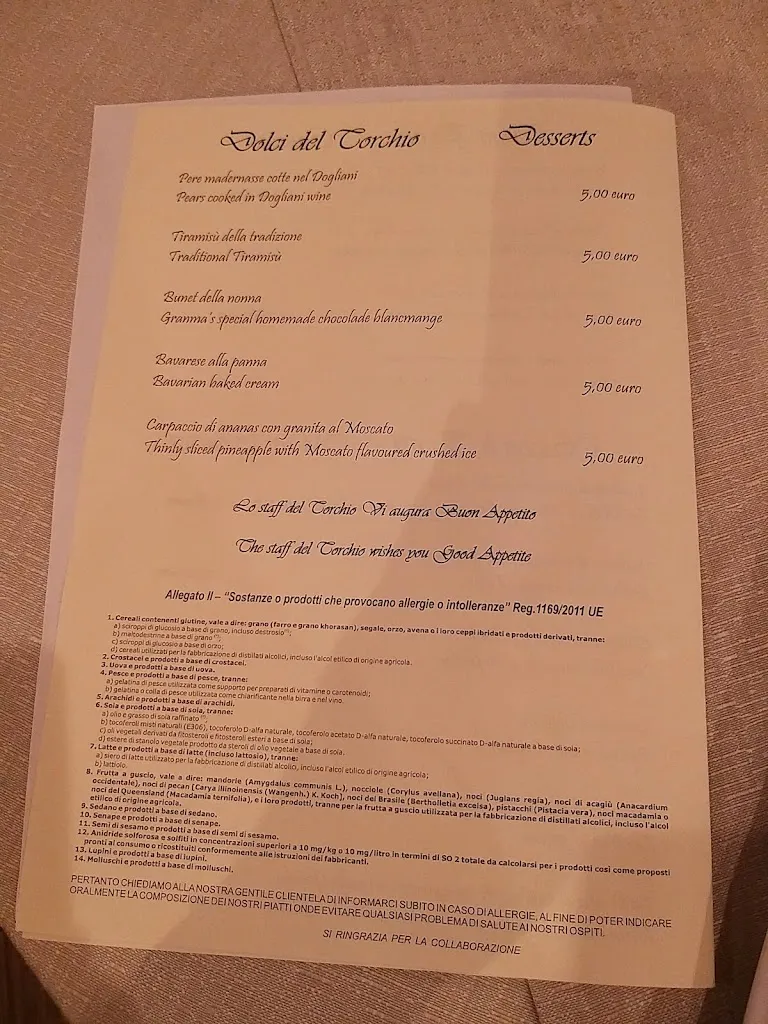 Dolci del Torchio Desserts
Pere madernasse cotte nel Dogliani
Pears cooked in Dogliani wine 5,00 euro
Tiramisù della tradizione
Traditional Tiramisù 5,00 euro
Bunet della nonna
Granma's special homemade chocolade blancmange 5,00 euro
Bavarese alla panna
Bavarian baked cream 5,00 euro
Carpaccio di ananas con granita al Moscato
Thinly sliced pineapple with Moscato flavoured crushed ice 5,00 euro
Lo staff del Torchio Vi augura Buon Appetito
The staff del Torchio wishes you Good Appetite
Allegato II – “Sostanze o prodotti che provocano allergie o intolleranze” Reg.1169/2011 UE
1. Cereali contenenti glutine, vale a dire: grano (farro e grano khorasan), segale, orzo, avena o i loro ceppi ibridati e prodotti derivati, tranne:
a) sciroppi di glucosio a base di grano, incluso destrosio(1);
b) maltodestrine a base di grano (1);
c) sciroppi di glucosio a base di orzo;
d) cereali utilizzati per la fabbricazione di distillati alcolici, incluso l'alcol etilico di origine agricola.
2. Crostacei e prodotti a base di crostacei.
3. Uova e prodotti a base di uova.
4. Pesce e prodotti a base di pesce, tranne:
a) gelatina di pesce utilizzata come supporto per preparati di vitamine o carotenoidi;
b) gelatina o colla di pesce utilizzata come chiarificante nella birra e nel vino.
5. Arachidi e prodotti a base di arachidi.
6. Soia e prodotti a base di soia, tranne:
a) olio e grasso di soia raffinato (1);
b) tocoferoli misti naturali (E306), tocoferolo D-alfa naturale, tocoferolo acetato D-alfa naturale, tocoferolo succinato D-alfa naturale a base di soia;
c) oli vegetali derivati da fitosteroli e fitosteroli esteri a base di soia;
d) estere di stanolo vegetale prodotto da steroli di olio vegetale a base di soia.
7. Latte e prodotti a base di latte (incluso lattosio), tranne:
a) siero di latte utilizzato per la fabbricazione di distillati alcolici, incluso l'alcol etilico di origine agricola;
b) lattiolo.
8. Frutta a guscio, vale a dire: mandorle (Amygdalus communis L.), nocciole (Corylus avellana), noci (Juglans regia), noci di acagiù (Anacardium
occidentale), noci di pecan [Carya illinoinensis (Wangenh.) K. Koch], noci del Brasile (Bertholletia excelsa), pistacchi (Pistacia vera), noci macadamia o
noci del Queensland (Macadamia ternifolia), e i loro prodotti, tranne per la frutta a guscio utilizzata per la fabbricazione di distillati alcolici, incluso l'alcol
etilico di origine agricola.
9. Sedano e prodotti a base di sedano.
10. Senape e prodotti a base di senape.
11. Semi di sesamo e prodotti a base di semi di sesamo.
12. Anidride solforosa e solfiti in concentrazioni superiori a 10 mg/kg o 10 mg/litro in termini di SO 2 totale da calcolarsi per i prodotti così come proposti
pronti al consumo o ricostituiti conformemente alle istruzioni dei fabbricanti.
13. Lupini e prodotti a base di lupini.
14. Molluschi e prodotti a base di molluschi.
PERTANTO CHIEDIAMO ALLA NOSTRA GENTILE CLIENTELA DI INFORMARCI SUBITO IN CASO DI ALLERGIE, AL FINE DI POTER INDICARE
ORALMENTE LA COMPOSIZIONE DEI NOSTRI PIATTI ONDE EVITARE QUALSIASI PROBLEMA DI SALUTE AI NOSTRI OSPITI.
SI RINGRAZIA PER LA COLLABORAZIONE